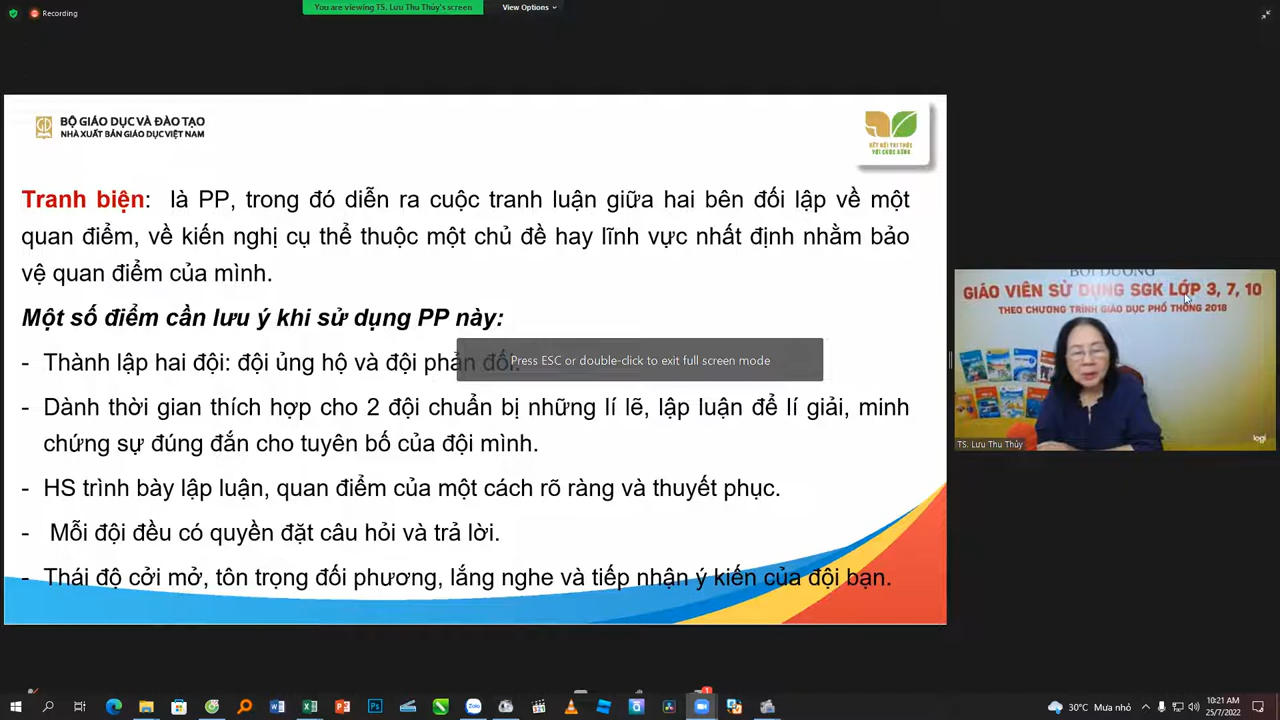 Recording
You are viewing TS. Lưu Thu Thủy's screen
View Options
BỘ GIÁO DỤC VÀ ĐÀO TẠO
NHÀ XUẤT BẢN GIÁO DỤC VIỆT NAM
KẾT NỐI TRI THỨC
VỚI CUỘC SỐNG
Tranh biện: là PP, trong đó diễn ra cuộc tranh luận giữa hai bên đối lập về một
quan điểm, về kiến nghị cụ thể thuộc một chủ đề hay lĩnh vực nhất định nhằm bảo
vệ quan điểm của mình.
Một số điểm cần lưu ý khi sử dụng PP này:
- Thành lập hai đội: đội ủng hộ và đội phản đối.
Press ESC or double-click to exit full screen mode
- Dành thời gian thích hợp cho 2 đội chuẩn bị những lí lẽ, lập luận để lí giải, minh
chứng sự đúng đắn cho tuyên bố của đội mình.
- HS trình bày lập luận, quan điểm của một cách rõ ràng và thuyết phục.
- Mỗi đội đều có quyền đặt câu hỏi và trả lời.
- Thái độ cởi mở, tôn trọng đối phương, lắng nghe và tiếp nhận ý kiến của đội bạn.
BỒI DƯỠNG
GIÁO VIÊN SỬ DỤNG SGK LỚP 3, 7, 10
THEO CHƯƠNG TRÌNH GIÁO DỤC PHỔ THÔNG 2018
logi
TS. Lưu Thu Thủy
30°C Mưa nhỏ
10:21 AM
25/7/2022